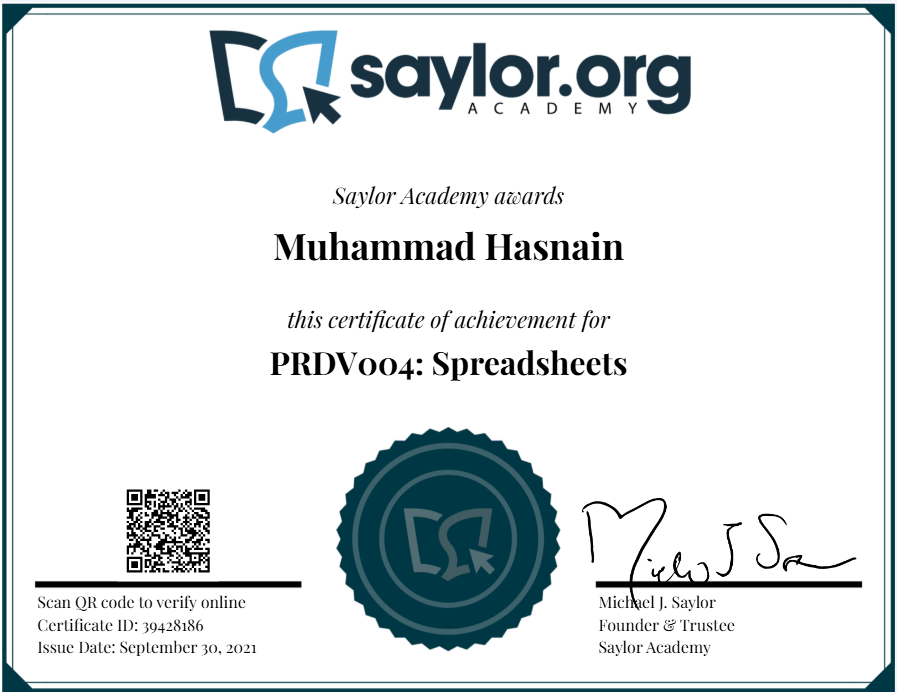 saylor.org
ACADEMY
Saylor Academy awards
Muhammad Hasnain
this certificate of achievement for
PRDV004: Spreadsheets
Scan QR code to verify online
Certificate ID: 39428186
Issue Date: September 30, 2021
Michael J. Saylor
Founder & Trustee
Saylor Academy